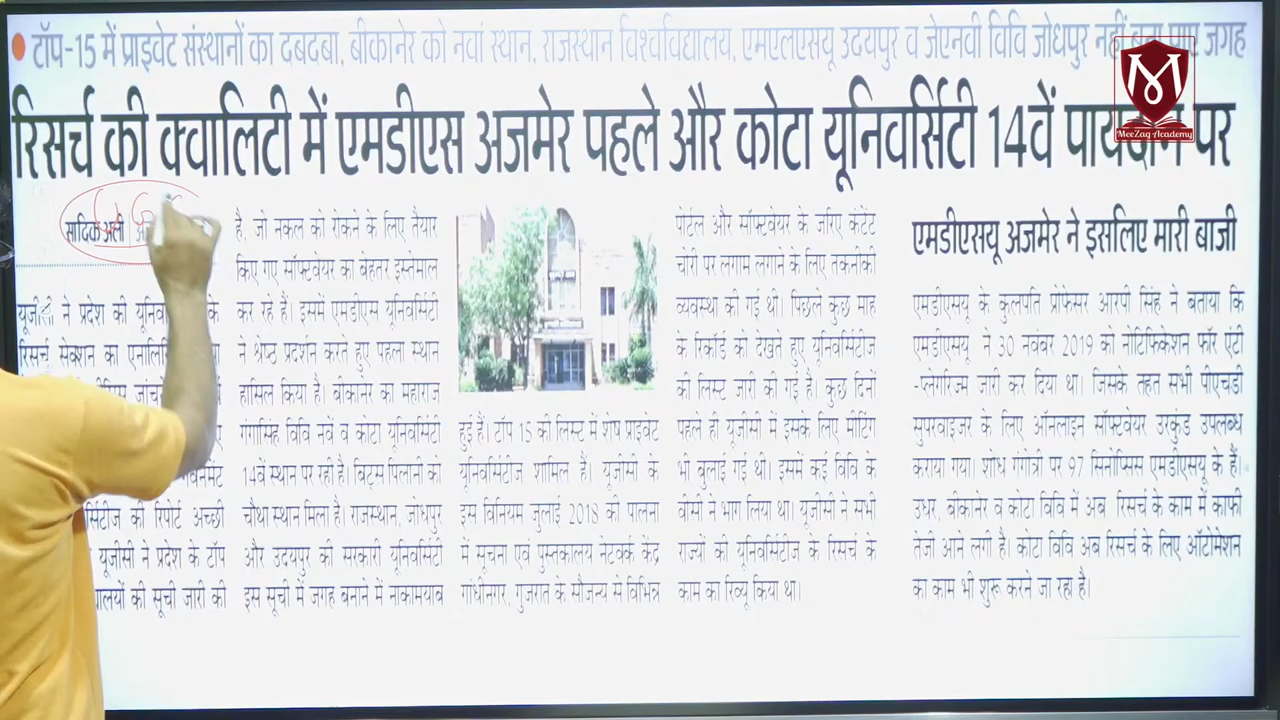 टॉप-15 में प्राइवेट संस्थानों का दबदबा, बीकानेर को नवां स्थान, राजस्थान विश्वविद्यालय, एमएलएसयू उदयपुर व जेएनवी विवि जोधपुर नहीं जगह
रिसर्च की क्वालिटी में एमडीएस अजमेर पहले और कोटा यूनिवर्सिटी 14वें पायदान पर
MeeZag Academy
सादिक अली
यूजीसी ने प्रदेश की के
रिसर्च सेक्शन का
र्सिटीज की रिपोर्ट अच्छी
यूजीसी ने प्रदेश के टॉप
की सूची जारी की
है, जो नकल को रोकने के लिए तैयार
किए गए सॉफ्टवेयर का बेहतर इस्तेमाल
कर रहे हैं। इसमें एमडीएस यूनिवर्सिटी
ने श्रेष्ठ प्रदर्शन करते हुए पहला स्थान
हासिल किया है। बीकानेर का महाराज
गंगासिंह विवि नवें व कोटा यूनिवर्सिटी
14वें स्थान पर रही है। बिट्स पिलानी को
चौथा स्थान मिला है। राजस्थान, जोधपुर
और उदयपुर की सरकारी यूनिवर्सिटी
इस सूची में जगह बनाने में नाकामयाब
हुई हैं। टॉप 15 की लिस्ट में शेष प्राइवेट
यूनिवर्सिटीज शामिल हैं। यूजीसी के
इस विनियम जुलाई 2018 की पालना
में सूचना एवं पुस्तकालय नेटवर्क केंद्र
गांधीनगर, गुजरात के सौजन्य से विभिन्न
पोर्टल और सॉफ्टवेयर के जरिए कंटेंट
चोरी पर लगाम लगाने के लिए तकनीकी
व्यवस्था की गई थी। पिछले कुछ माह
के रिकॉर्ड को देखते हुए यूनिवर्सिटीज
की लिस्ट जारी की गई है। कुछ दिनों
पहले ही यूजीसी में इसके लिए मीटिंग
भी बुलाई गई थी। इसमें कई विवि के
वीसी ने भाग लिया था। यूजीसी ने सभी
राज्यों की यूनिवर्सिटीज के रिसर्च के
काम का रिव्यू किया था।
एमडीएसयू अजमेर ने इसलिए मारी बाजी
एमडीएसयू के कुलपति प्रोफेसर आरपी सिंह ने बताया कि
एमडीएसयू ने 30 नवंबर 2019 को नोटिफिकेशन फॉर एंटी
-प्लेगरिज्म जारी कर दिया था। जिसके तहत सभी पीएचडी
सुपरवाइजर के लिए ऑनलाइन सॉफ्टवेयर उरकुंड उपलब्ध
कराया गया। शोध गंगोत्री पर 97 सिनोप्सिस एमडीएसयू के हैं।
उधर, बीकानेर व कोटा विवि में अब रिसर्च के काम में काफी
तेजी आने लगी है। कोटा विवि अब रिसर्च के लिए ऑटोमेशन
का काम भी शुरू करने जा रहा है।